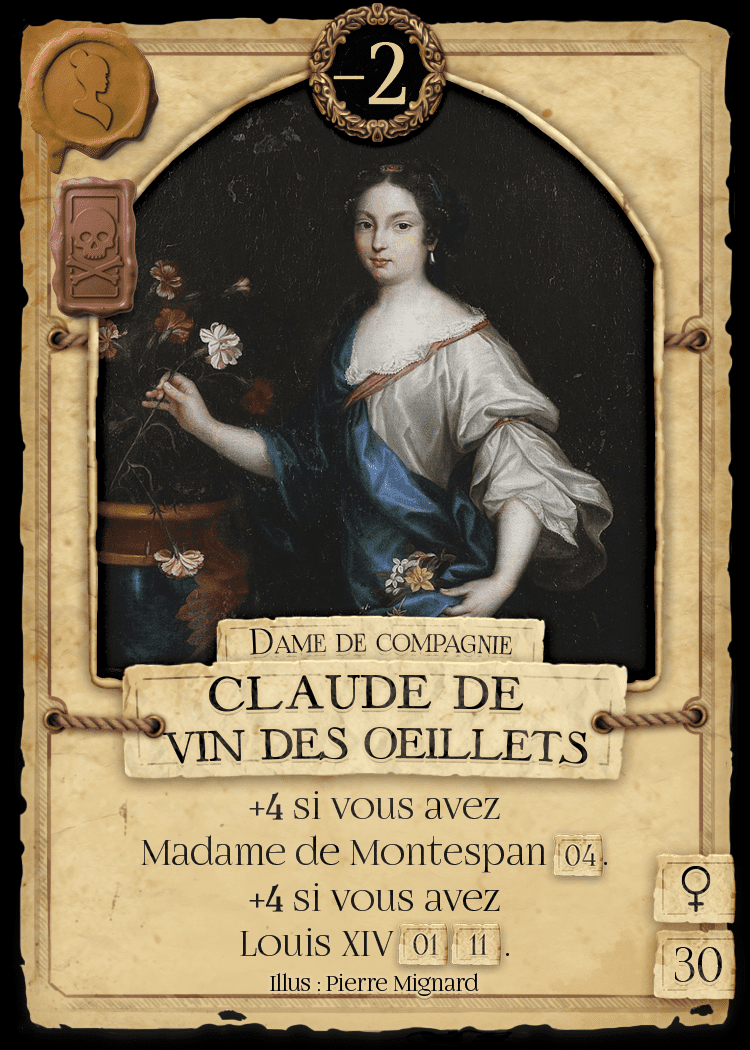 −2
DAME DE COMPAGNIE
CLAUDE DE
VIN DES OEILLETS
+4 si vous avez
Madame de Montespan 04.
+4 si vous avez
Louis XIV 01 11.
Illus : Pierre Mignard
♀
30